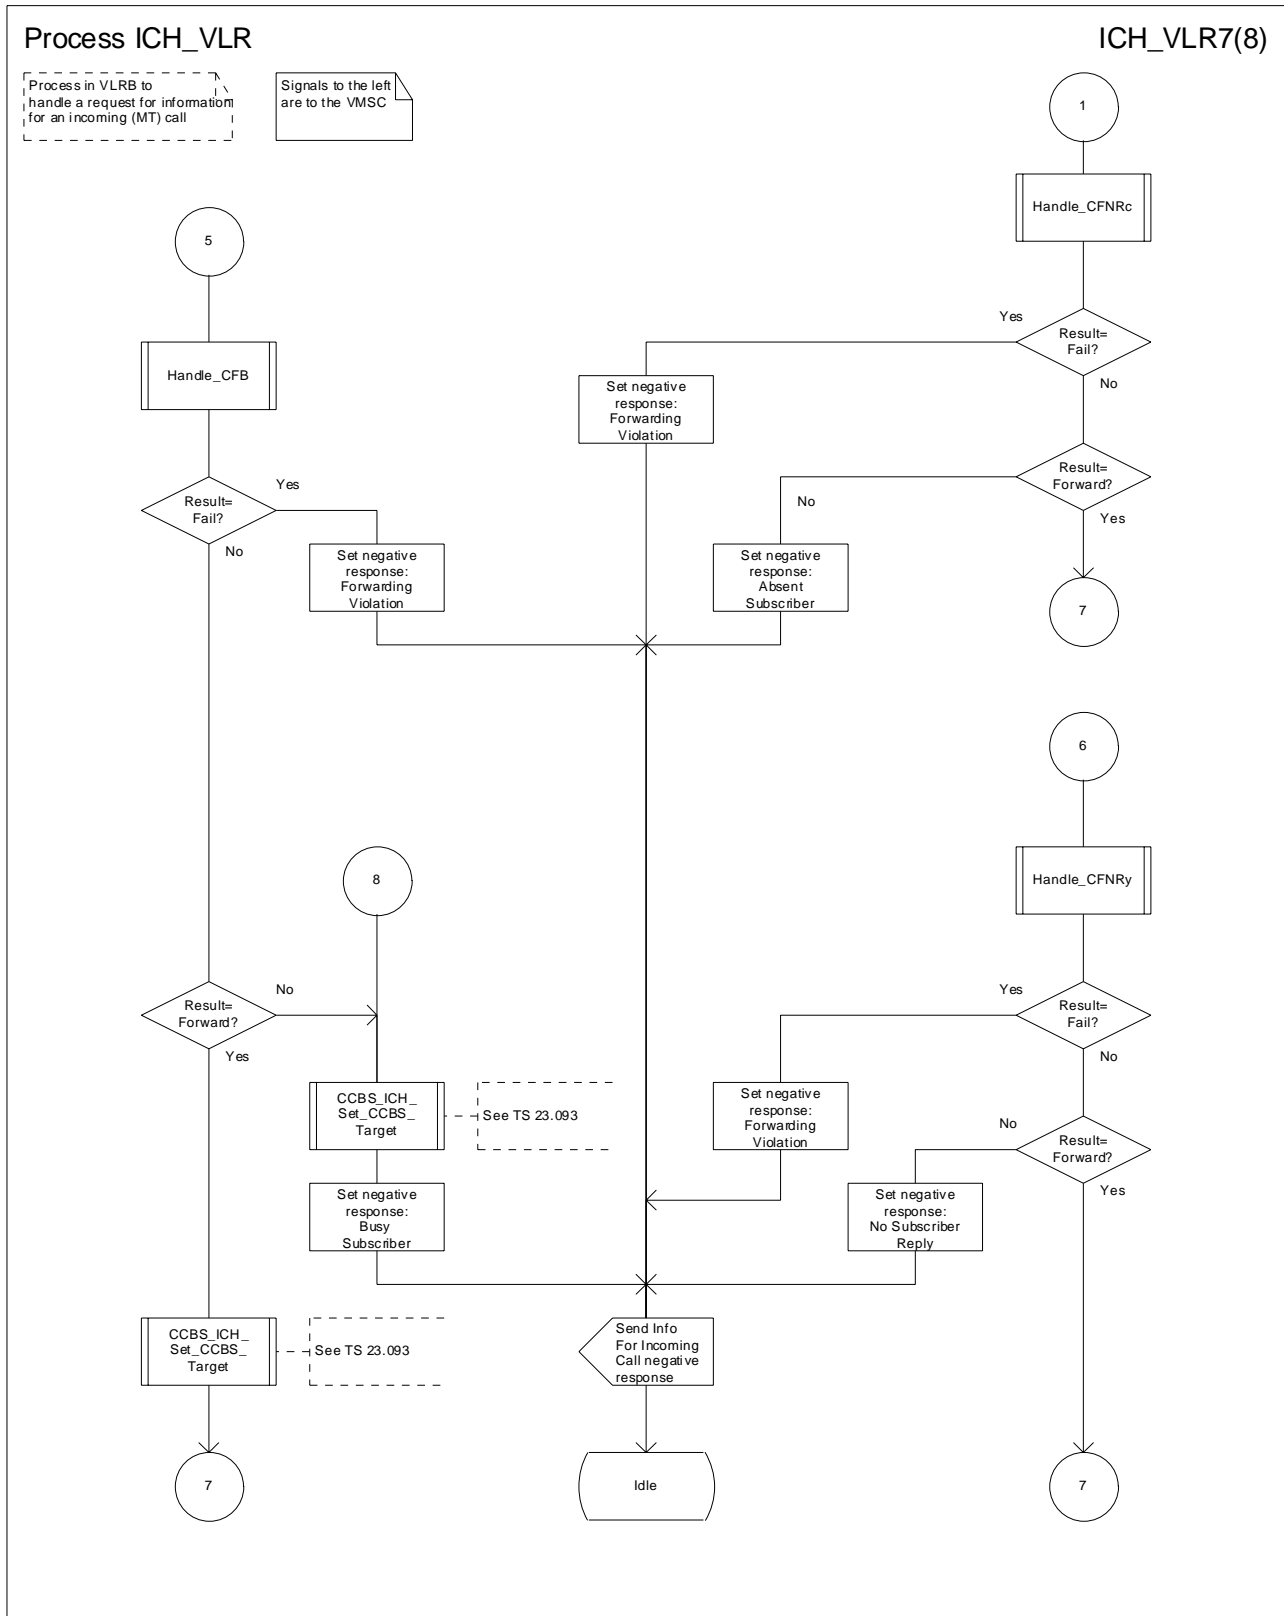 Process ICH_VLR
ICH_VLR7(8)
Process in VLRB to
handle a request for information
for an incoming (MT) call
Signals to the left
are to the VMSC
1
Handle_CFNRc
5
Yes
Result=
Fail?
No
Handle_CFB
Set negative
response:
Forwarding
Violation
Result=
Fail?
Yes
No
Result=
Forward?
No
Yes
Set negative
response:
Forwarding
Violation
Set negative
response:
Absent
Subscriber
7
6
8
Handle_CFNRy
Result=
Forward?
No
Yes
Yes
Result=
Fail?
No
CCBS_ICH_
Set_CCBS_
Target
See TS 23.093
Set negative
response:
Forwarding
Violation
No
Result=
Forward?
Yes
Set negative
response:
Busy
Subscriber
Set negative
response:
No Subscriber
Reply
CCBS_ICH_
Set_CCBS_
Target
See TS 23.093
Send Info
For Incoming
Call negative
response
7
Idle
7